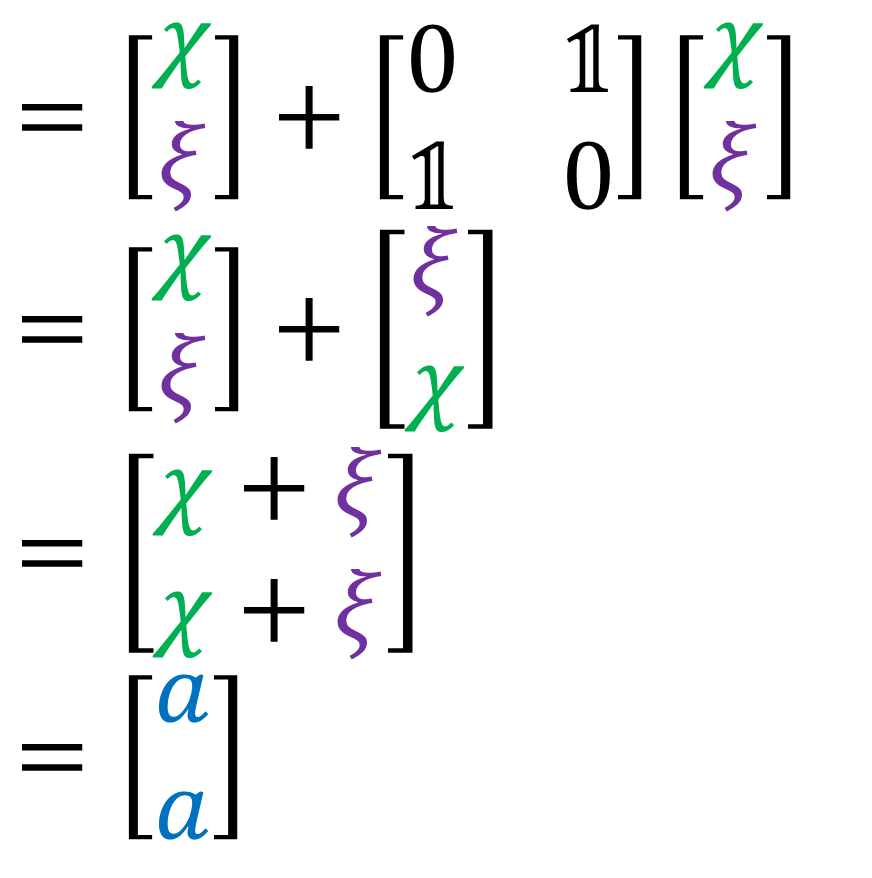 = [χ ξ] + [0 𝟙 𝟙 0] [χ ξ]
= [χ ξ] + [ξ χ]
= [χ + ξ χ + ξ]
= [a a]